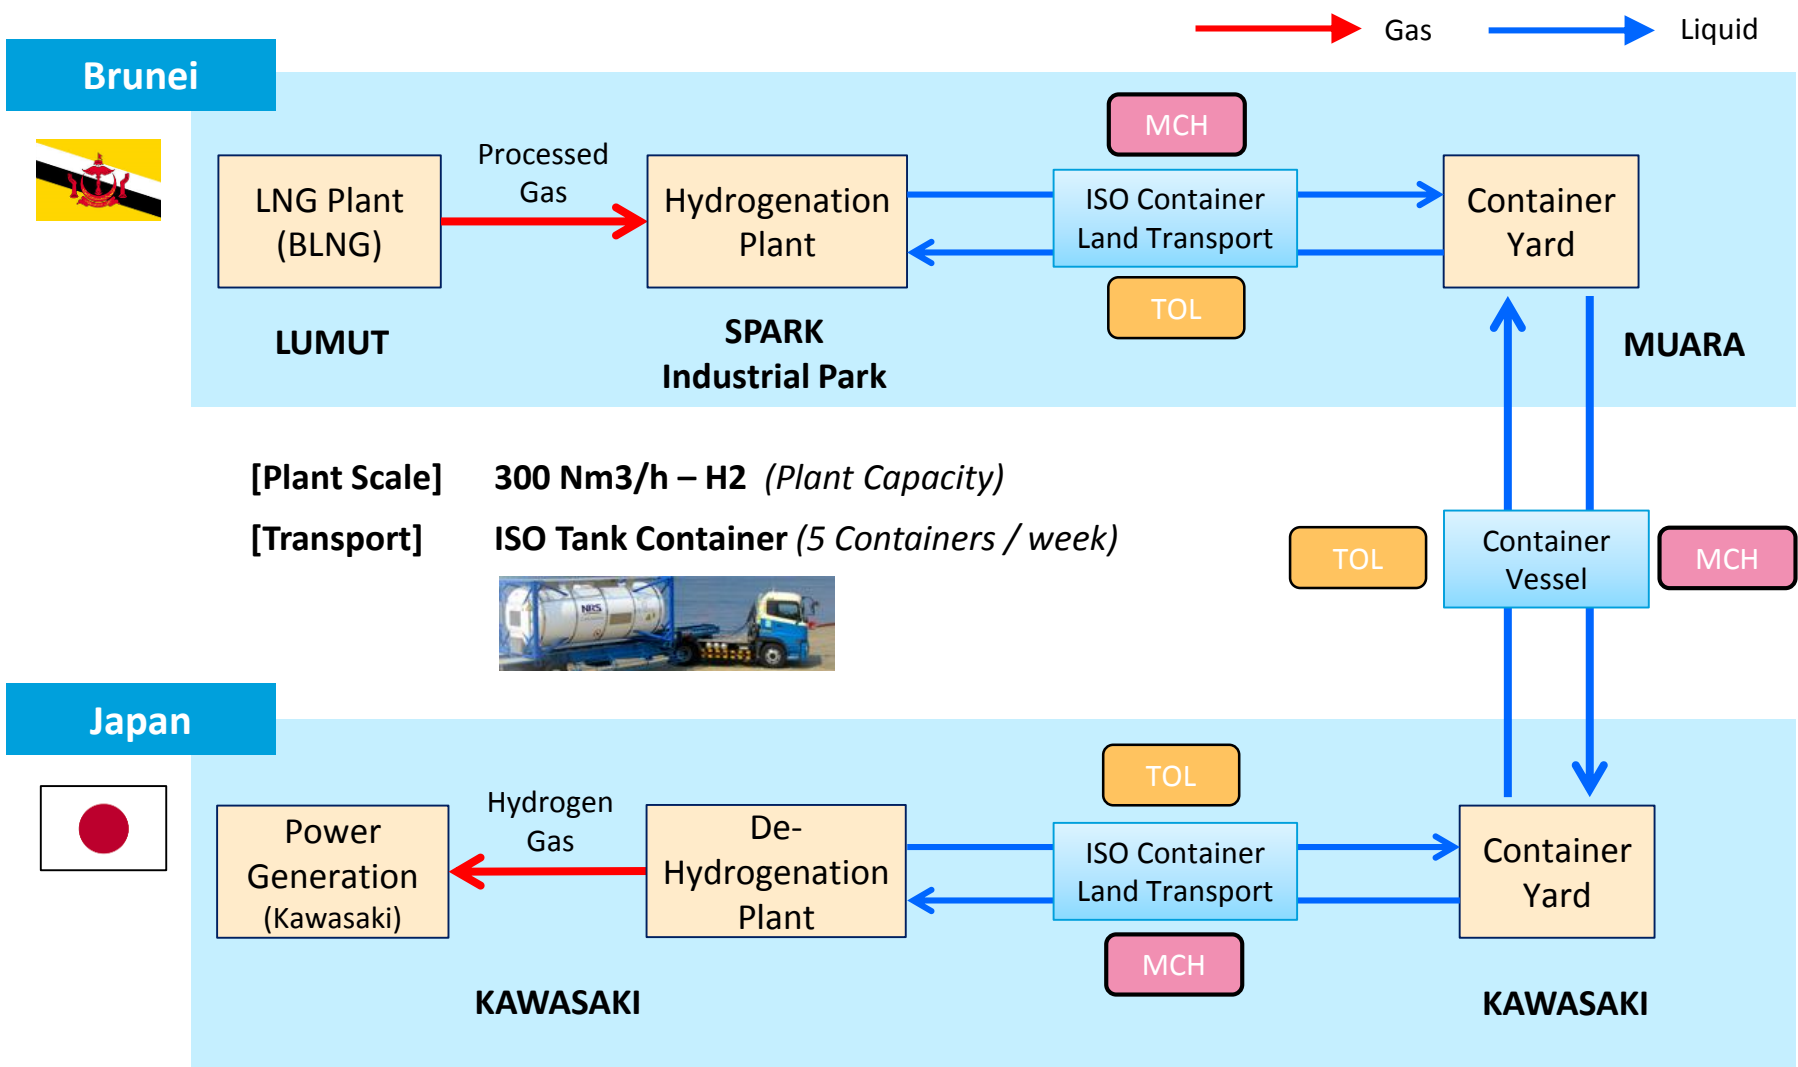 Gas
Liquid
Brunei
MCH
Processed
Gas
LNG Plant
(BLNG)
Hydrogenation
Plant
ISO Container
Land Transport
Container
Yard
TOL
LUMUT
SPARK
Industrial Park
MUARA
[Plant Scale] 300 Nm3/h – H2 (Plant Capacity)
[Transport] ISO Tank Container (5 Containers / week)
NRS
TOL
Container
Vessel
MCH
Japan
TOL
Hydrogen
Gas
Power
Generation
(Kawasaki)
De-
Hydrogenation
Plant
ISO Container
Land Transport
Container
Yard
MCH
KAWASAKI
KAWASAKI